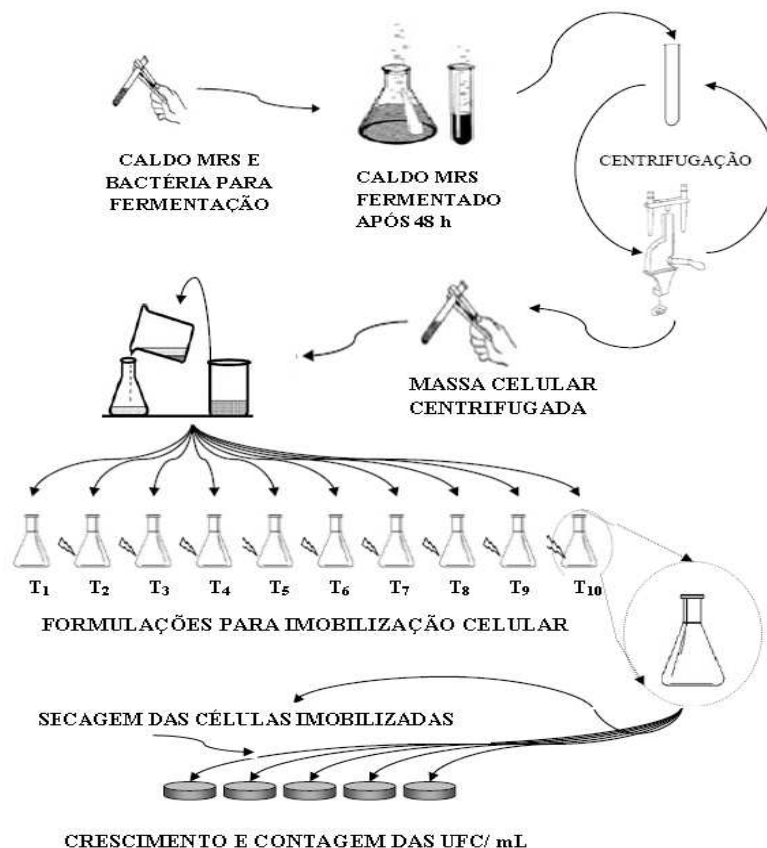 CALDO MRS E
BACTÉRIA PARA
FERMENTAÇÃO
CALDO MRS
FERMENTADO
APÓS 48 h
CENTRIFUGAÇÃO
MASSA CELULAR
CENTRIFUGADA
T1 T2 T3 T4 T5 T6 T7 T8 T9 T10
FORMULAÇÕES PARA IMOBILIZAÇÃO CELULAR
SECAGEM DAS CÉLULAS IMOBILIZADAS
CRESCIMENTO E CONTAGEM DAS UFC/ mL